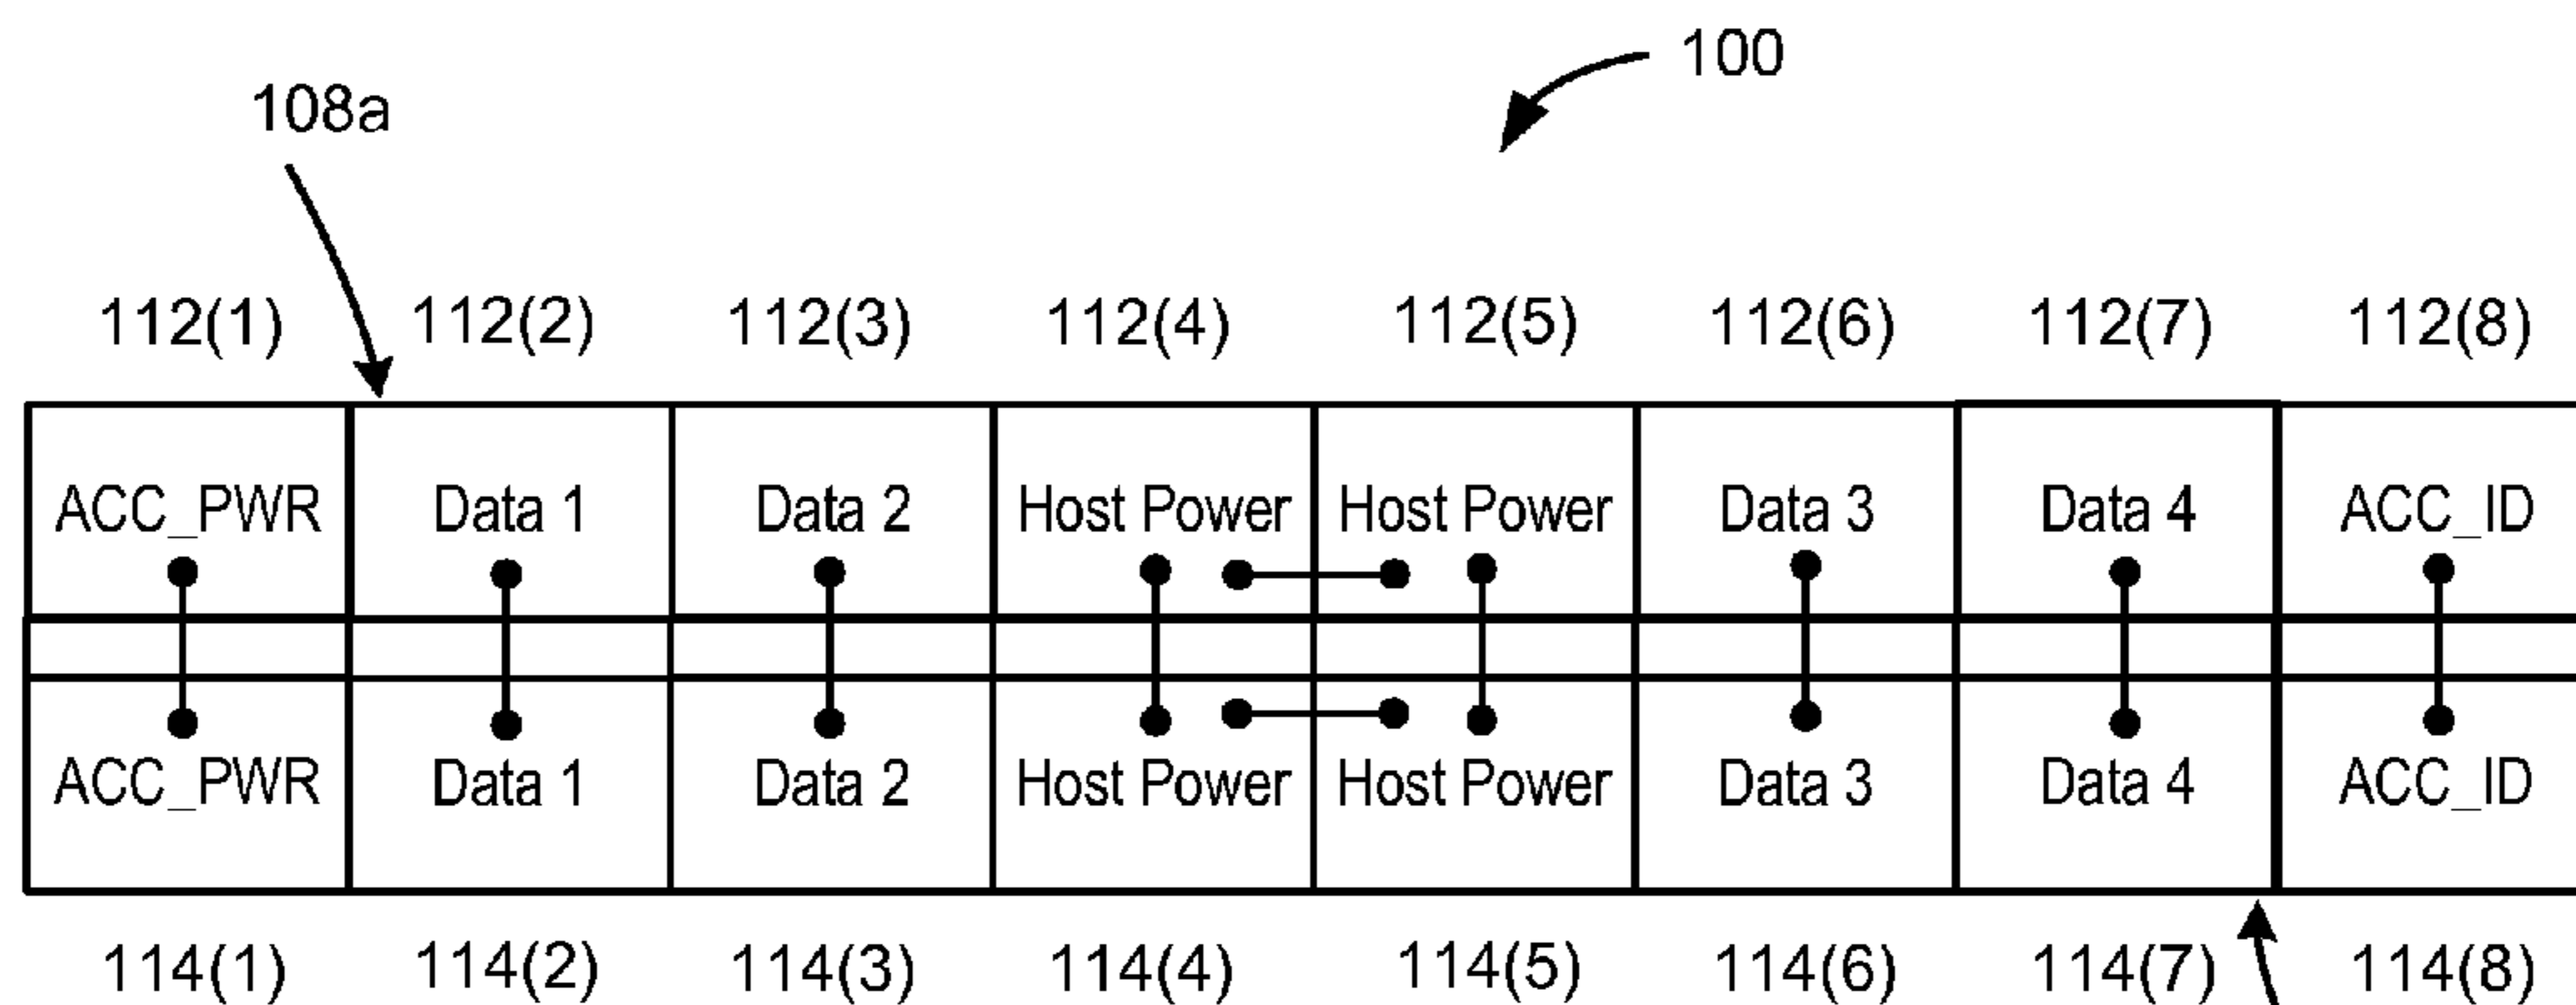 100
108a
112(1) 112(2) 112(3) 112(4) 112(5) 112(6) 112(7) 112(8)
ACC_PWR Data 1 Data 2 Host Power Host Power Data 3 Data 4 ACC_ID
ACC_PWR Data 1 Data 2 Host Power Host Power Data 3 Data 4 ACC_ID
114(1) 114(2) 114(3) 114(4) 114(5) 114(6) 114(7) 114(8)